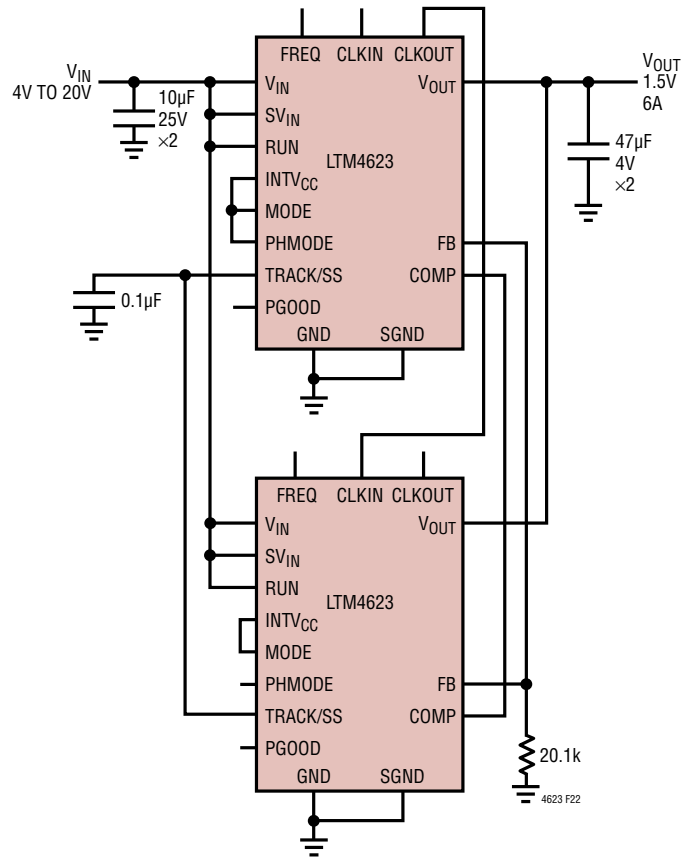 FREQ CLKIN CLKOUT
VIN
4V TO 20V
10µF
25V
×2
VIN
SVIN
RUN
INTVCC
MODE
PHMODE
TRACK/SS
PGOOD
LTM4623
VOUT
FB
COMP
GND SGND
VOUT
1.5V
6A
47µF
4V
×2
0.1µF
FREQ CLKIN CLKOUT
VIN
SVIN
RUN
INTVCC
MODE
PHMODE
TRACK/SS
PGOOD
LTM4623
VOUT
FB
COMP
GND SGND
20.1k
4623 F22